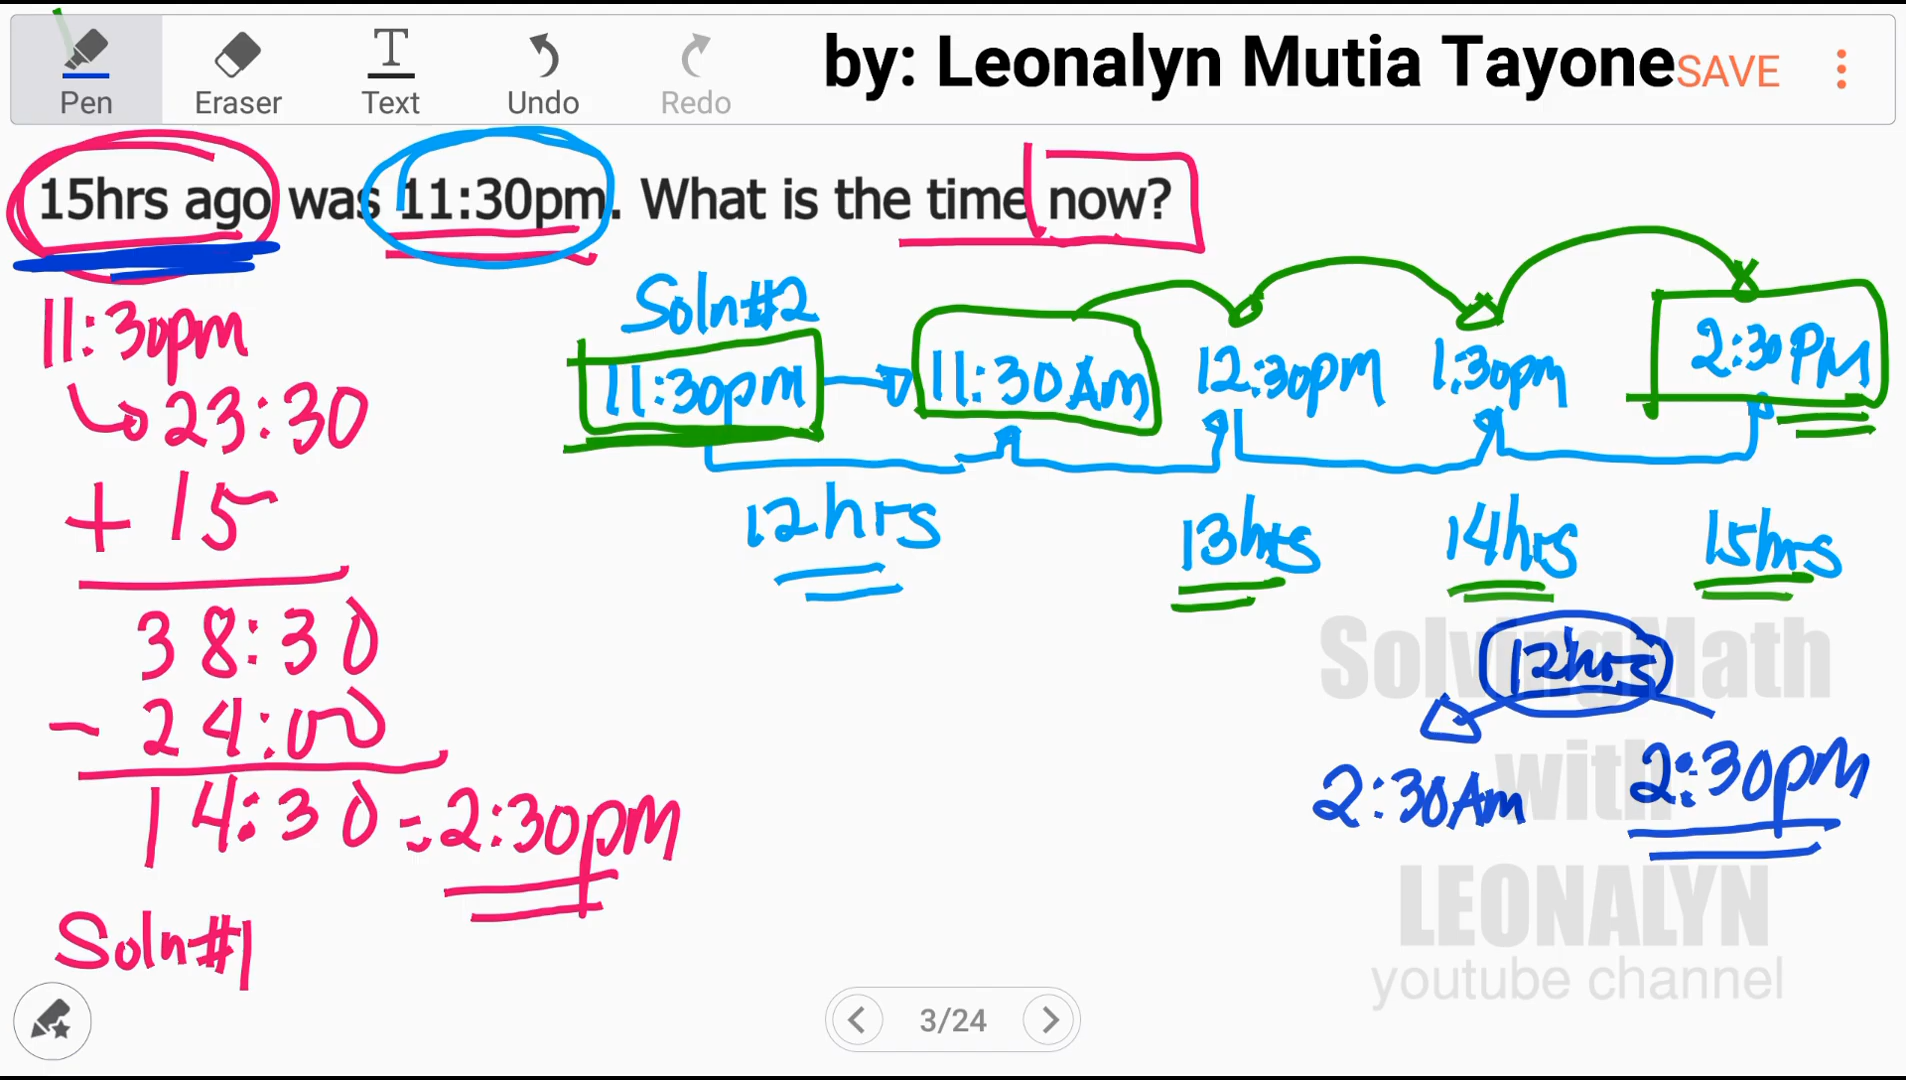 by: Leonalyn Mutia Tayone
SAVE
Pen
Eraser
Text
Undo
Redo
15hrs ago was 11:30pm. What is the time now?
11:30pm
23:30
+ 15
38:30
- 24:00
14:30 = 2:30pm
Soln#1
Soln#2
11:30pm 11:30Am 12:30pm 1:30pm 2:30PM
12hrs 13hrs 14hrs 15hrs
12hrs
2:30Am 2:30pm
SolvingMath
with
LEONALYN
youtube channel
3/24